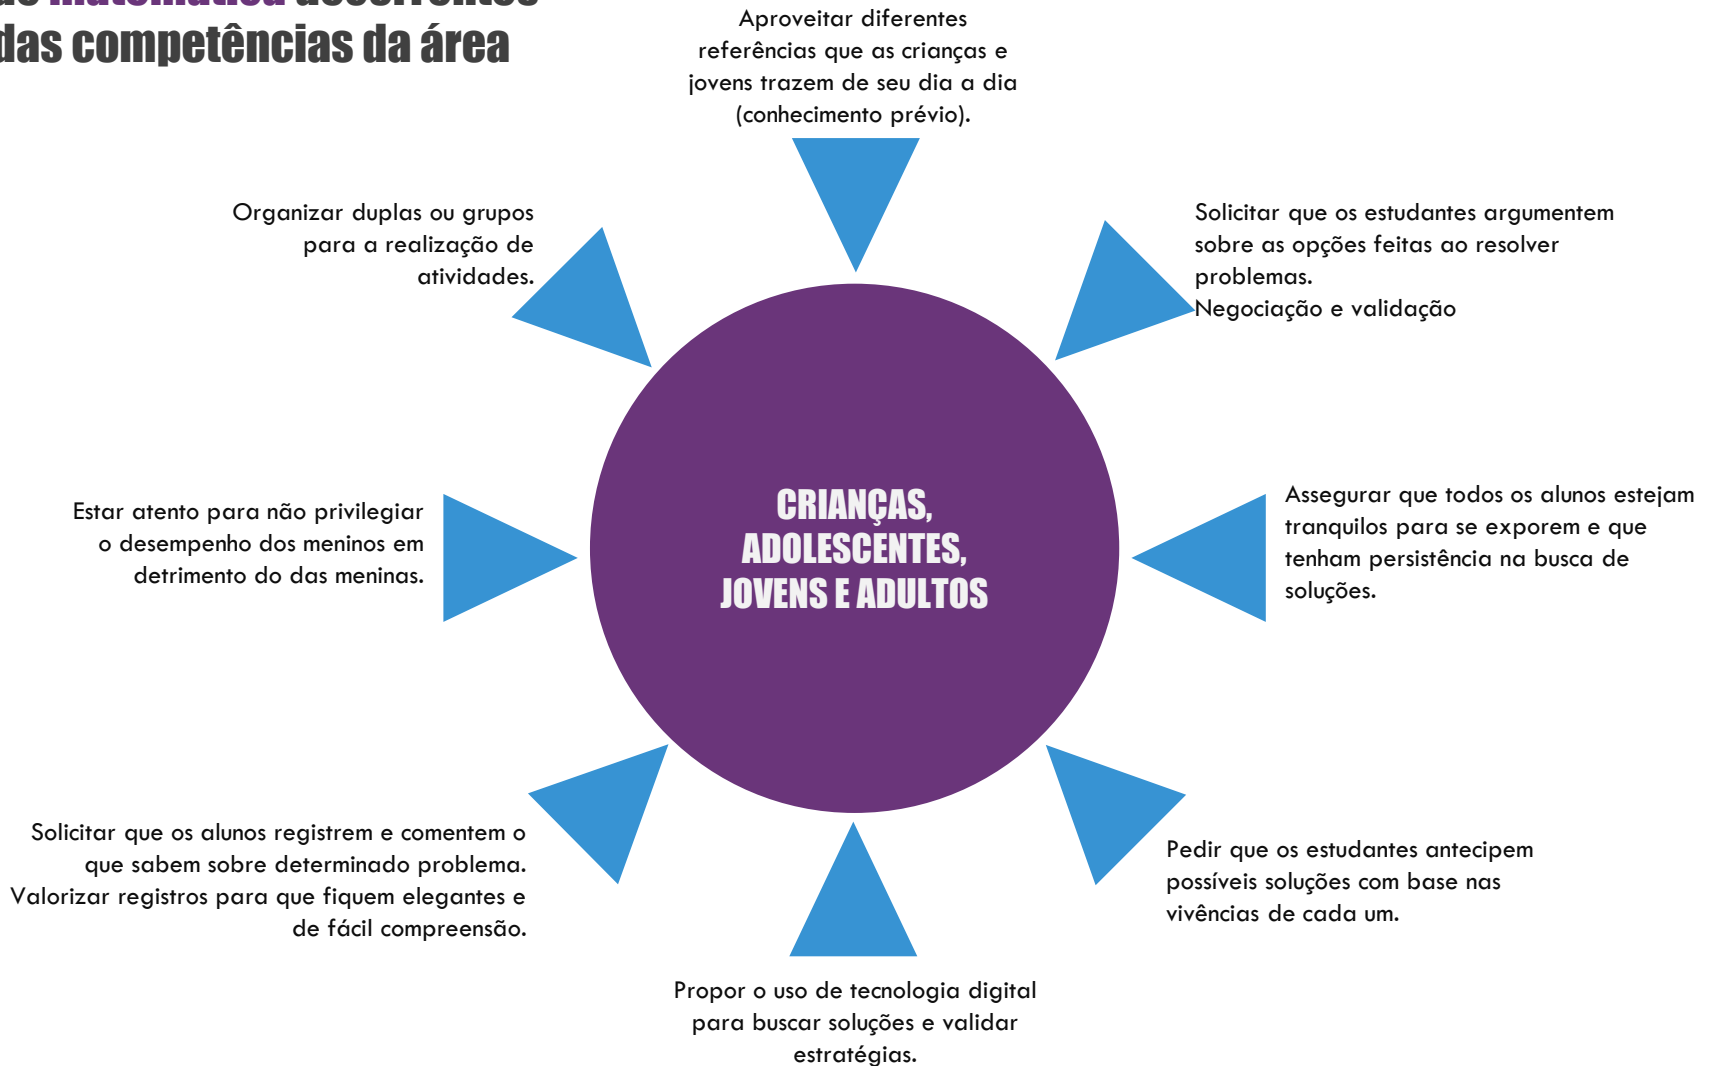 de matemática decorrentes
das competências da área
Aproveitar diferentes
referências que as crianças e
jovens trazem de seu dia a dia
(conhecimento prévio).
Solicitar que os estudantes argumentem
sobre as opções feitas ao resolver
problemas.
Negociação e validação
Assegurar que todos os alunos estejam
tranquilos para se exporem e que
tenham persistência na busca de
soluções.
Pedir que os estudantes antecipem
possíveis soluções com base nas
vivências de cada um.
Propor o uso de tecnologia digital
para buscar soluções e validar
estratégias.
Solicitar que os alunos registrem e comentem o
que sabem sobre determinado problema.
Valorizar registros para que fiquem elegantes e
de fácil compreensão.
Estar atento para não privilegiar
o desempenho dos meninos em
detrimento do das meninas.
Organizar duplas ou grupos
para a realização de
atividades.
CRIANÇAS,
ADOLESCENTES,
JOVENS E ADULTOS